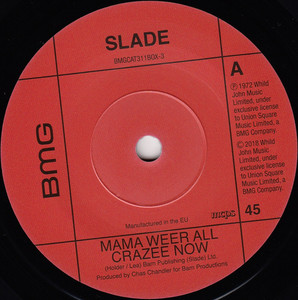 SLADE
BMGCAT311BOX-3
A
℗ 1972 Whild
John Music
Limited, under
exclusive license
to Union Square
Music Limited, a
BMG Company.
© 2018 Whild
John Music
Limited, under
exclusive license
to Union Square
Music Limited, a
BMG Company.
BMG
Manufactured in the EU
mcps 45
MAMA WEER ALL
CRAZEE NOW
(Holder / Lea) Barn Publishing (Slade) Ltd.
Produced by Chas Chandler for Barn Productions